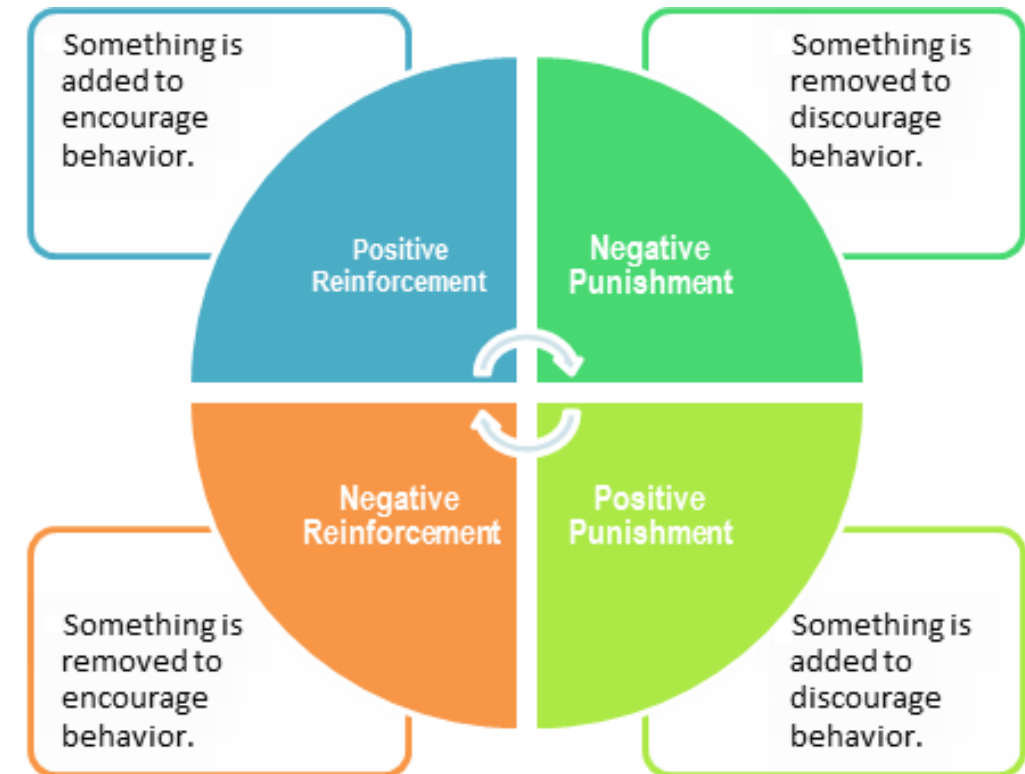 Something is
added to
encourage
behavior.
Something is
removed to
discourage
behavior.
Positive
Reinforcement
Negative
Punishment
Negative
Reinforcement
Positive
Punishment
Something is
removed to
encourage
behavior.
Something is
added to
discourage
behavior.